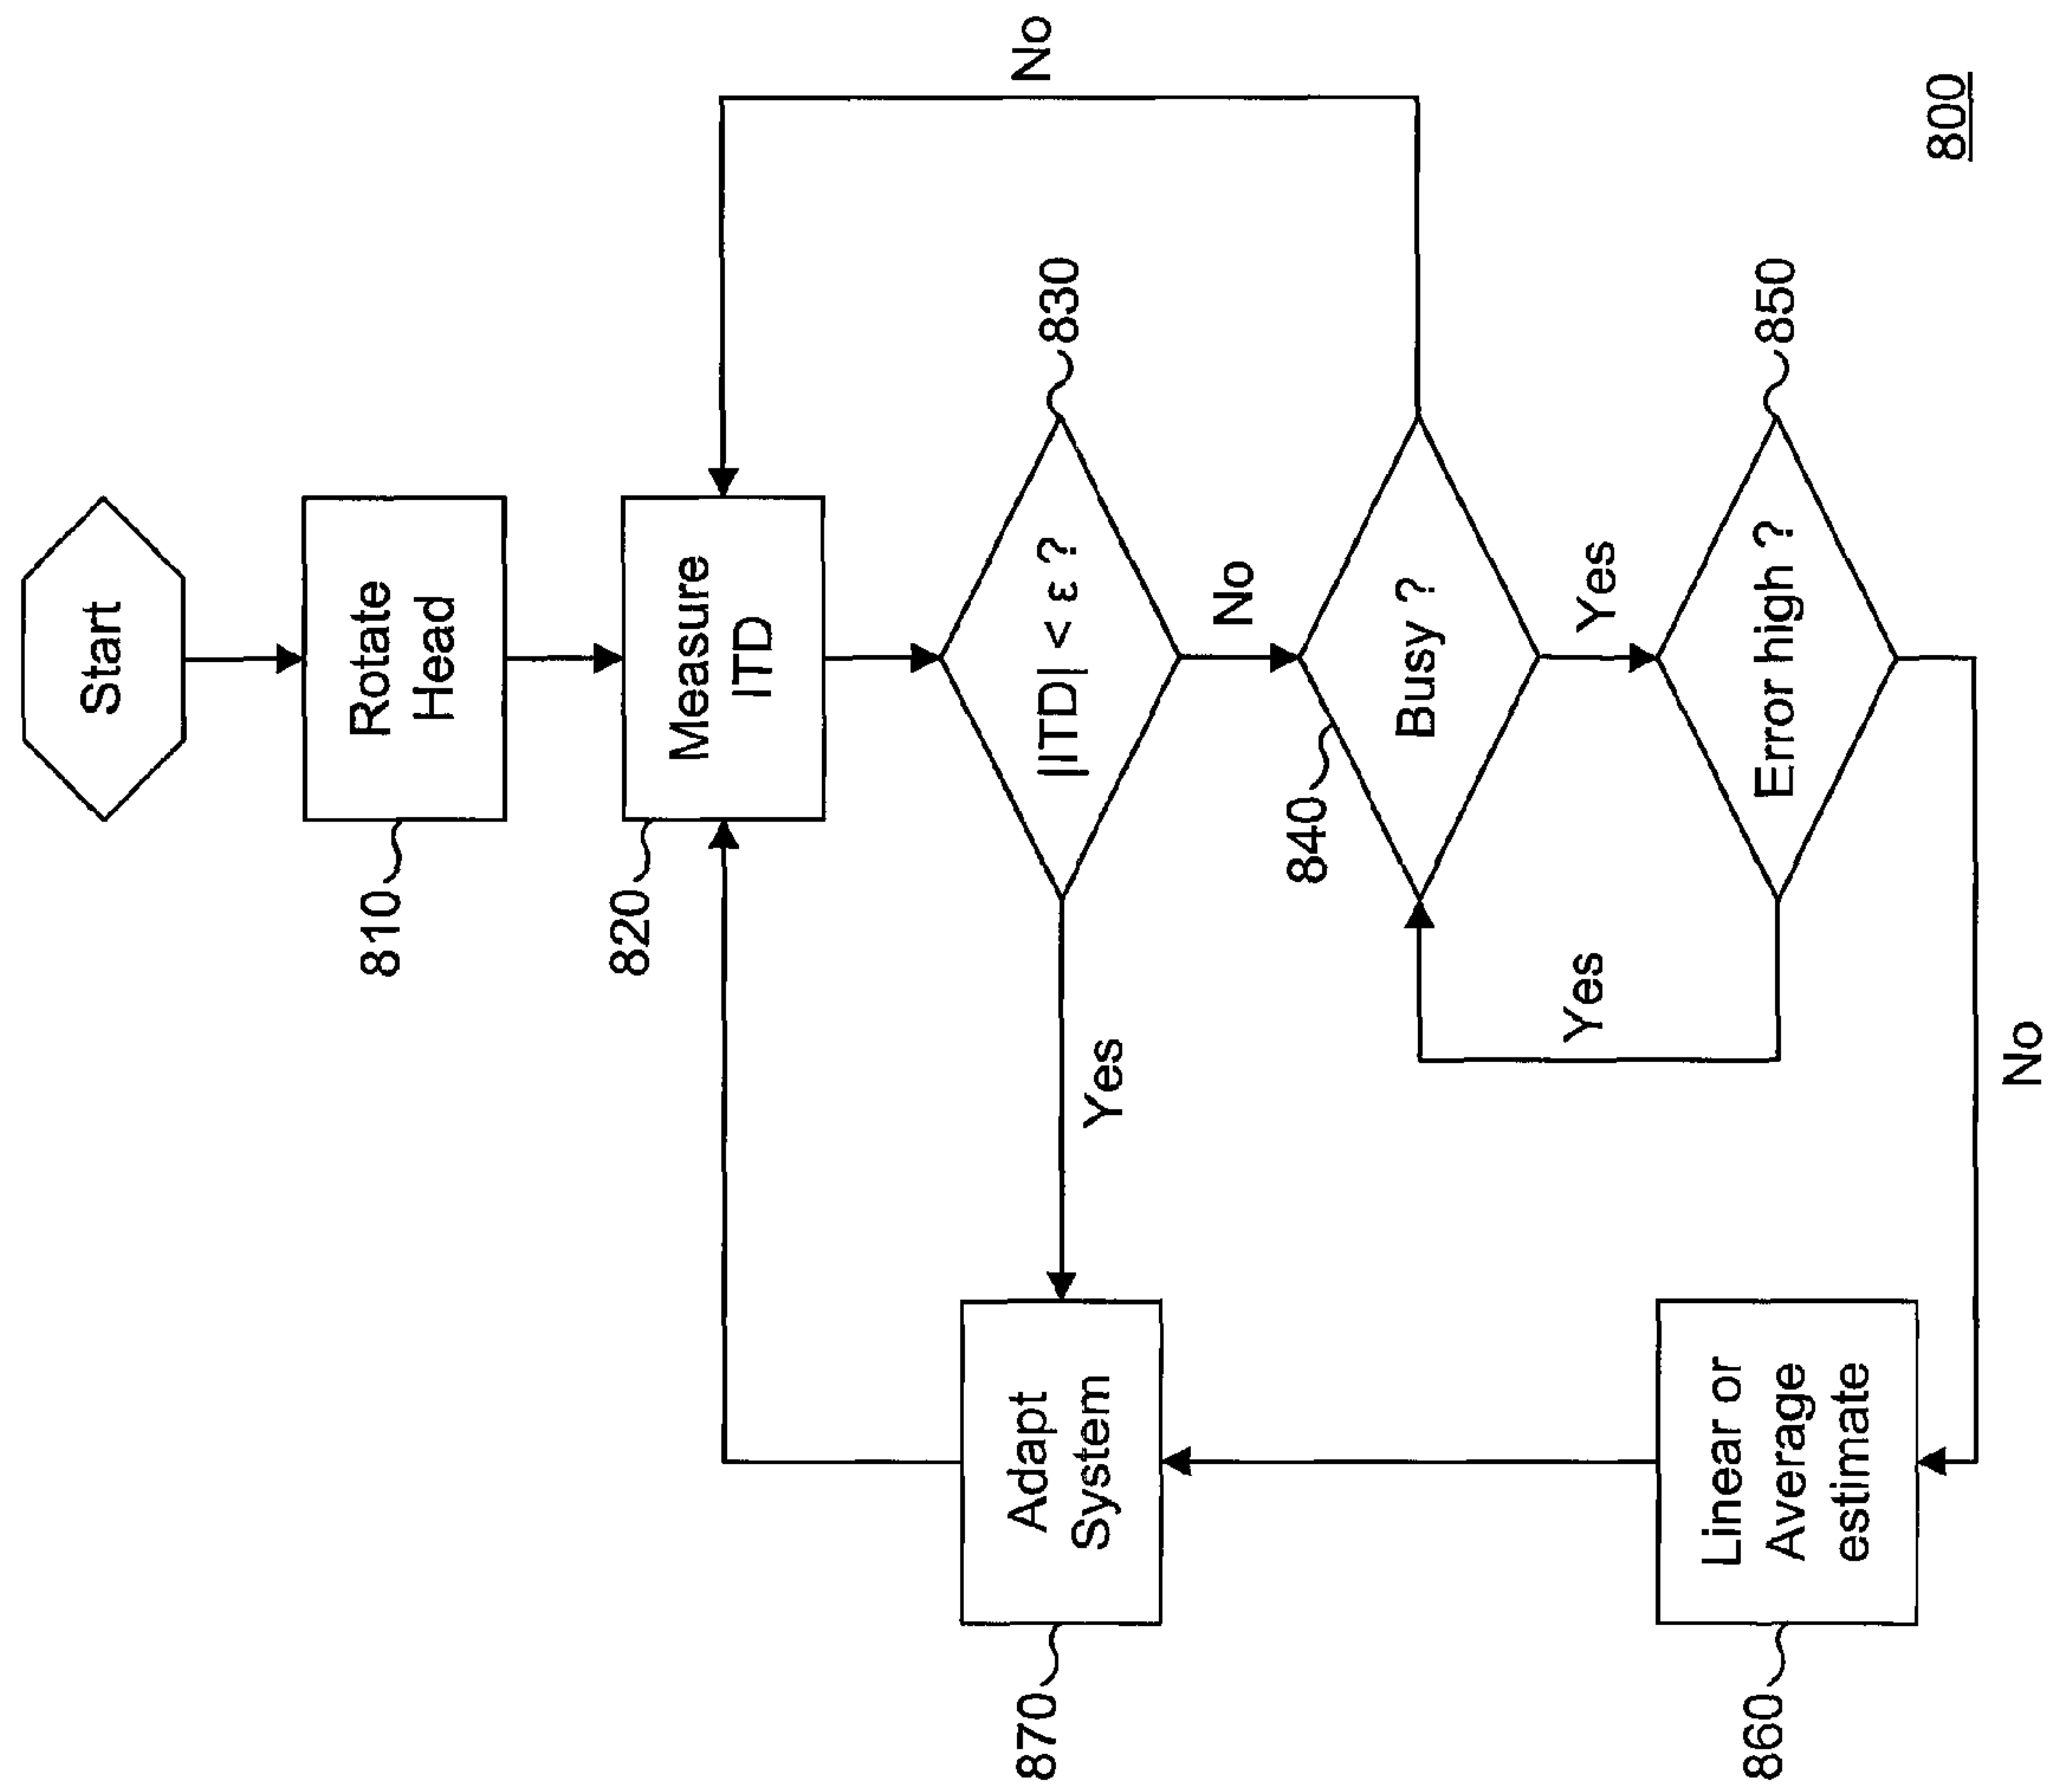 Start
Rotate
Head
810
Measure
ITD
820
|ITD| < ε ?
830
Yes
No
Busy ?
840
No
Yes
Error high ?
850
Yes
No
Linear or
Average
estimate
860
Adapt
System
870
800